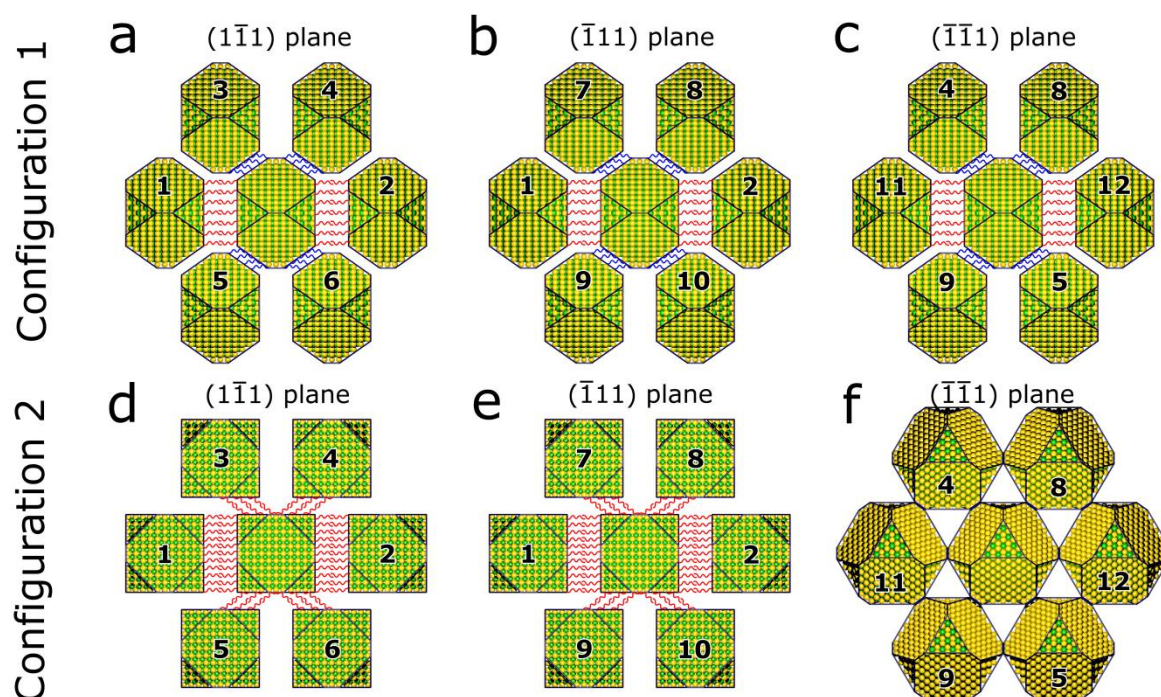 Configuration 1
a
(11̅1) plane
3 4
1 2
5 6
b
(1̅11) plane
7 8
1 2
9 10
c
(1̅1̅1) plane
4 8
11 12
9 5
Configuration 2
d
(11̅1) plane
3 4
1 2
5 6
e
(1̅11) plane
7 8
1 2
9 10
f
(1̅1̅1) plane
4 8
11 12
9 5